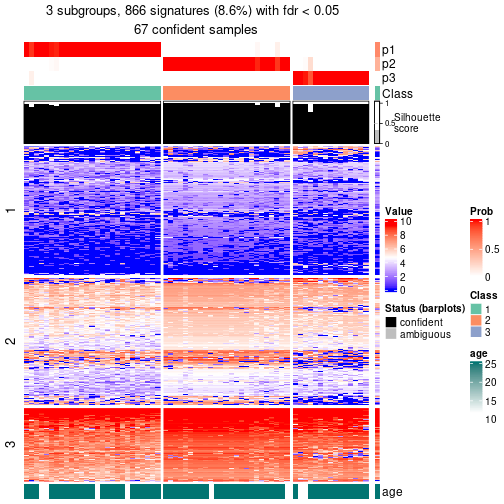 3 subgroups, 866 signatures (8.6%) with fdr < 0.05
67 confident samples
p1
p2
p3
Class
1
0.5
0
Silhouette
score
1
2
3
age
Value
10
8
6
4
2
0
Status (barplots)
confident
ambiguous
Prob
1
0.5
0
Class
1
2
3
age
25
20
15
10